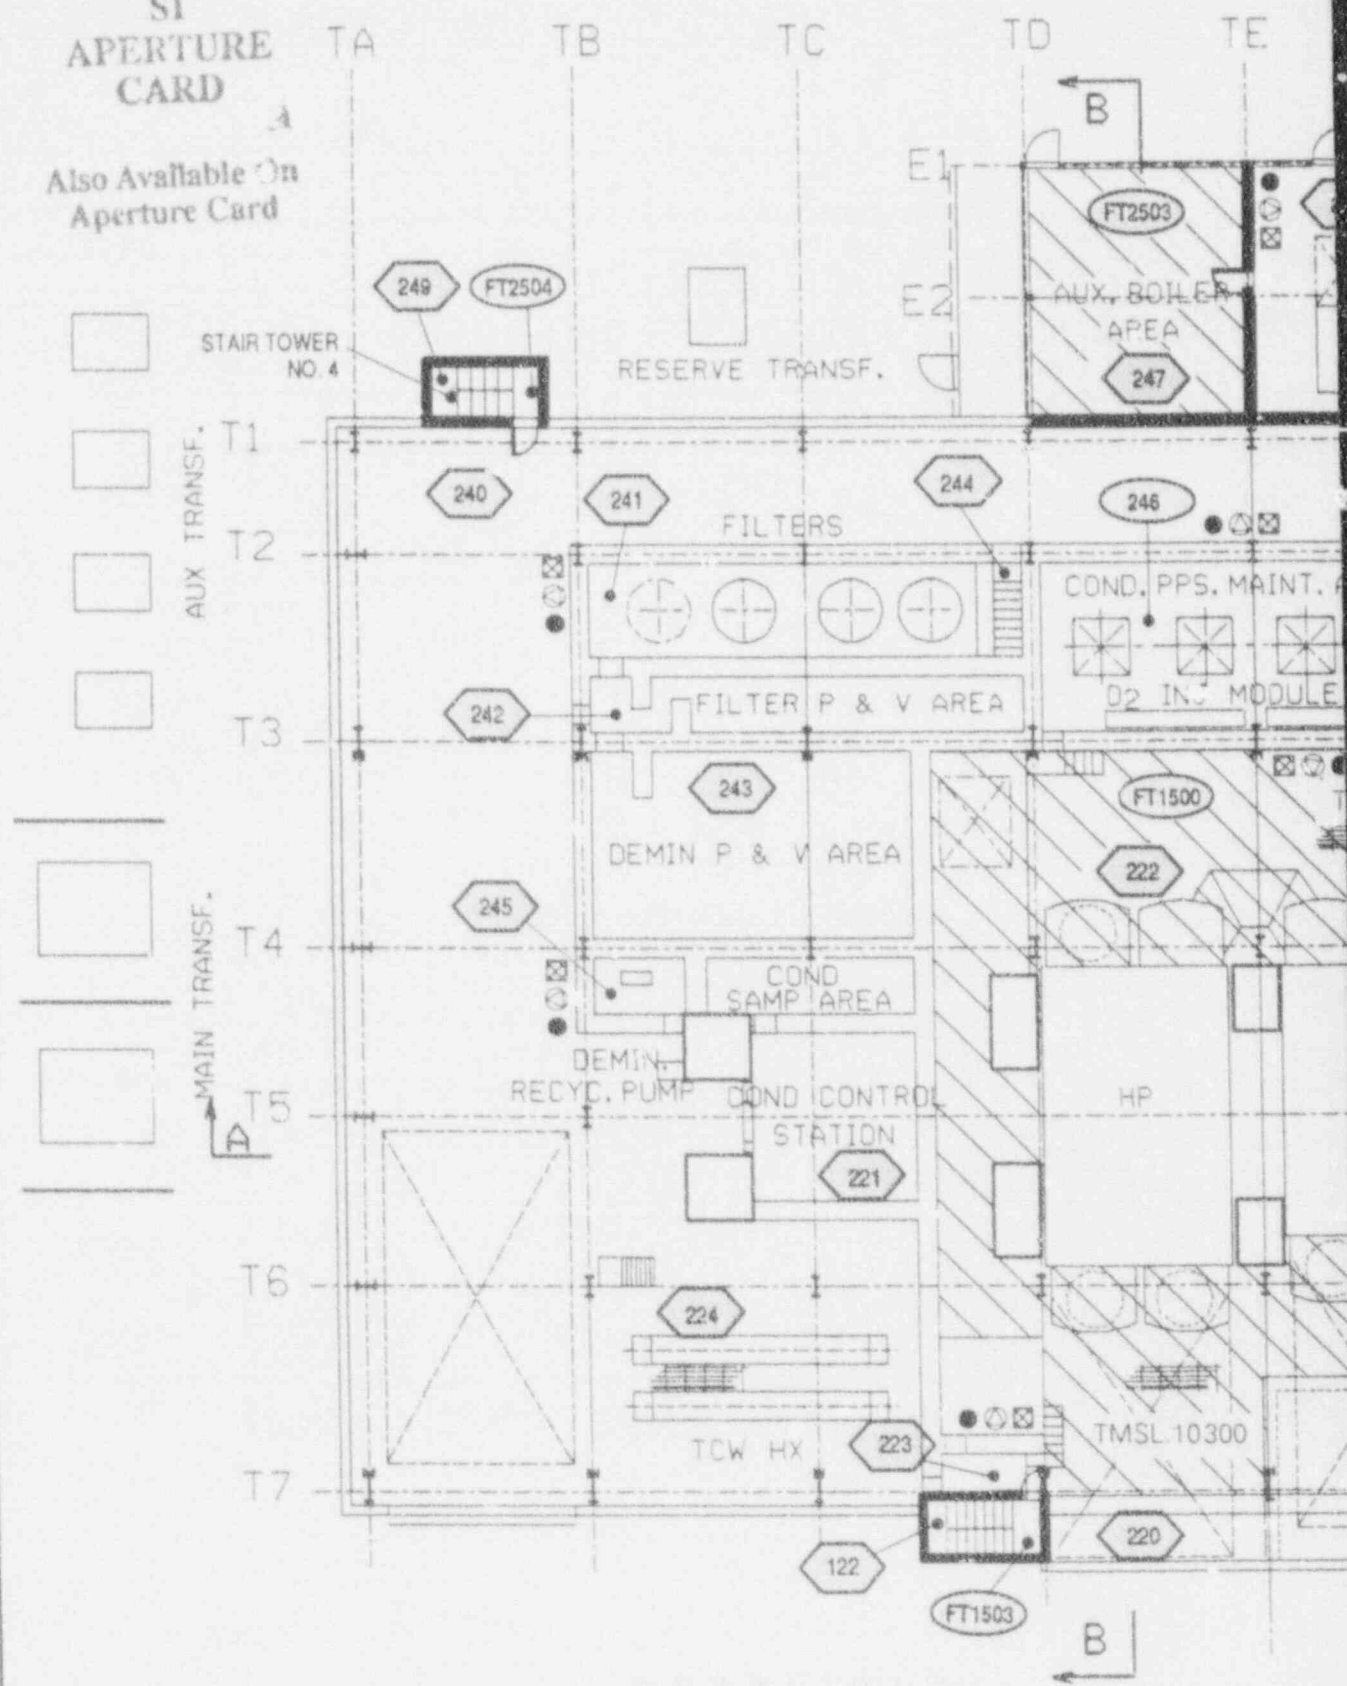 SI
APERTURE
CARD
Also Available On
Aperture Card
TA
TB
TC
TD
TE
B
E1
FT2503
E2
AUX. BOILER
AREA
247
249
FT2504
STAIR TOWER
NO. 4
RESERVE TRANSF.
AUX TRANSF.
T1
240
241
244
246
FILTERS
T2
COND. PPS. MAINT.
242
FILTER P & V AREA
O2 INJ MODULE
T3
243
FT1500
DEMIN P & V AREA
222
245
MAIN TRANSF.
T4
COND
SAMP AREA
DEMIN.
RECYC. PUMP
COND CONTROL
STATION
HP
T5
A
221
T6
224
TCW HX
223
TMSL 10300
T7
122
220
FT1503
B